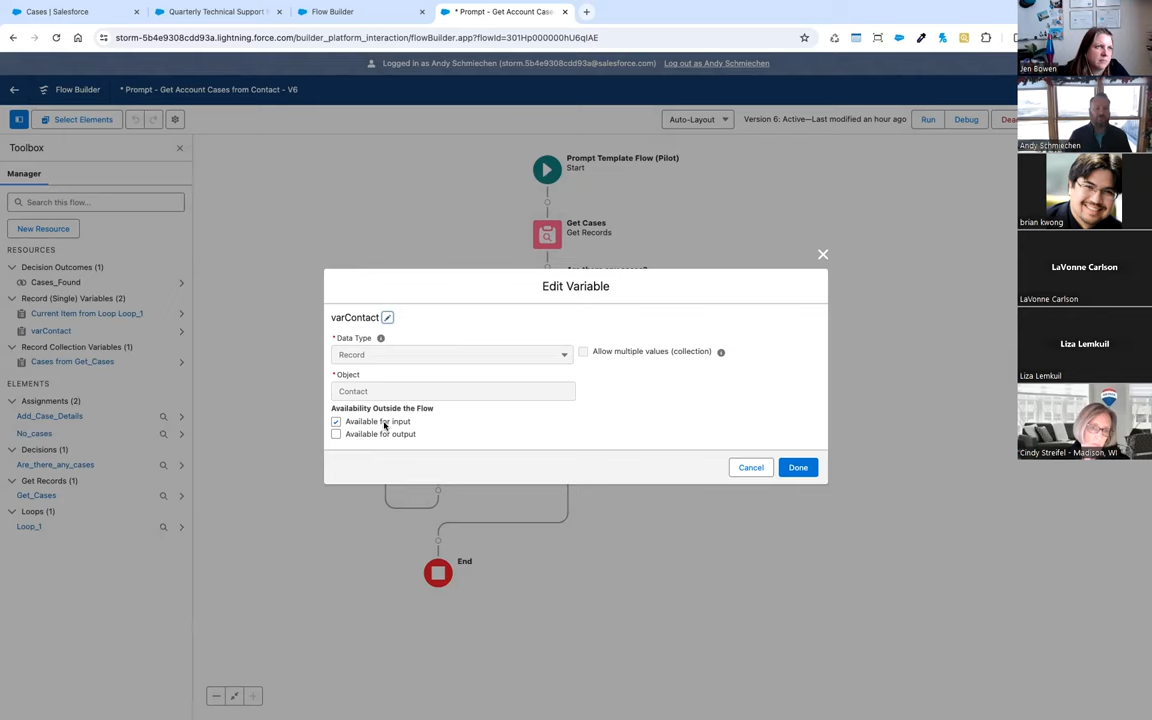 Cases | Salesforce
Quarterly Technical Support
Flow Builder
* Prompt - Get Account Case
storm-5b4e9308cdd93a.lightning.force.com/builder_platform_interaction/flowBuilder.app?flowId=301Hp000000hU6qIAE
Logged in as Andy Schmiechen (storm.5b4e9308cdd93a@salesforce.com)
Log out as Andy Schmiechen
Flow Builder
* Prompt - Get Account Cases from Contact - V6
Select Elements
Auto-Layout
Version 6: Active—Last modified an hour ago
Run
Debug
Toolbox
Manager
Search this flow...
New Resource
RESOURCES
Decision Outcomes (1)
Cases_Found
Record (Single) Variables (2)
Current Item from Loop Loop_1
varContact
Record Collection Variables (1)
Cases from Get_Cases
ELEMENTS
Assignments (2)
Add_Case_Details
No_cases
Decisions (1)
Are_there_any_cases
Get Records (1)
Get_Cases
Loops (1)
Loop_1
Prompt Template Flow (Pilot)
Start
Get Cases
Get Records
Edit Variable
varContact
* Data Type
Record
Allow multiple values (collection)
* Object
Contact
Availability Outside the Flow
Available for input
Available for output
Cancel
Done
End
Jen Bowen
Andy Schmiechen
brian kwong
LaVonne Carlson
LaVonne Carlson
Liza Lemkuil
Liza Lemkuil
RE/MAX
Cindy Streifel - Madison, WI